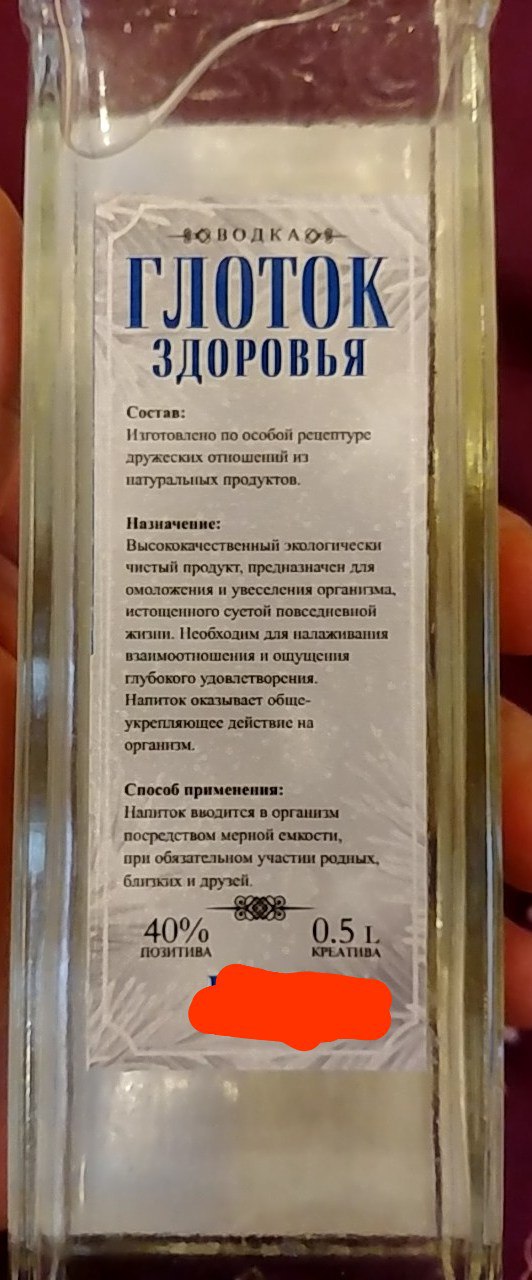 ВОДКА
ГЛОТОК
ЗДОРОВЬЯ
Состав:
Изготовлено по особой рецептуре
дружеских отношений из
натуральных продуктов.
Назначение:
Высококачественный экологически
чистый продукт, предназначен для
омоложения и увеселения организма,
истощенного суетой повседневной
жизни. Необходим для налаживания
взаимоотношения и ощущения
глубокого удовлетворения.
Напиток оказывает обще-
укрепляющее действие на
организм.
Способ применения:
Напиток вводится в организм
посредством мерной емкости,
при обязательном участии родных,
близких и друзей.
40% 0.5 L
ПОЗИТИВА КРЕАТИВА